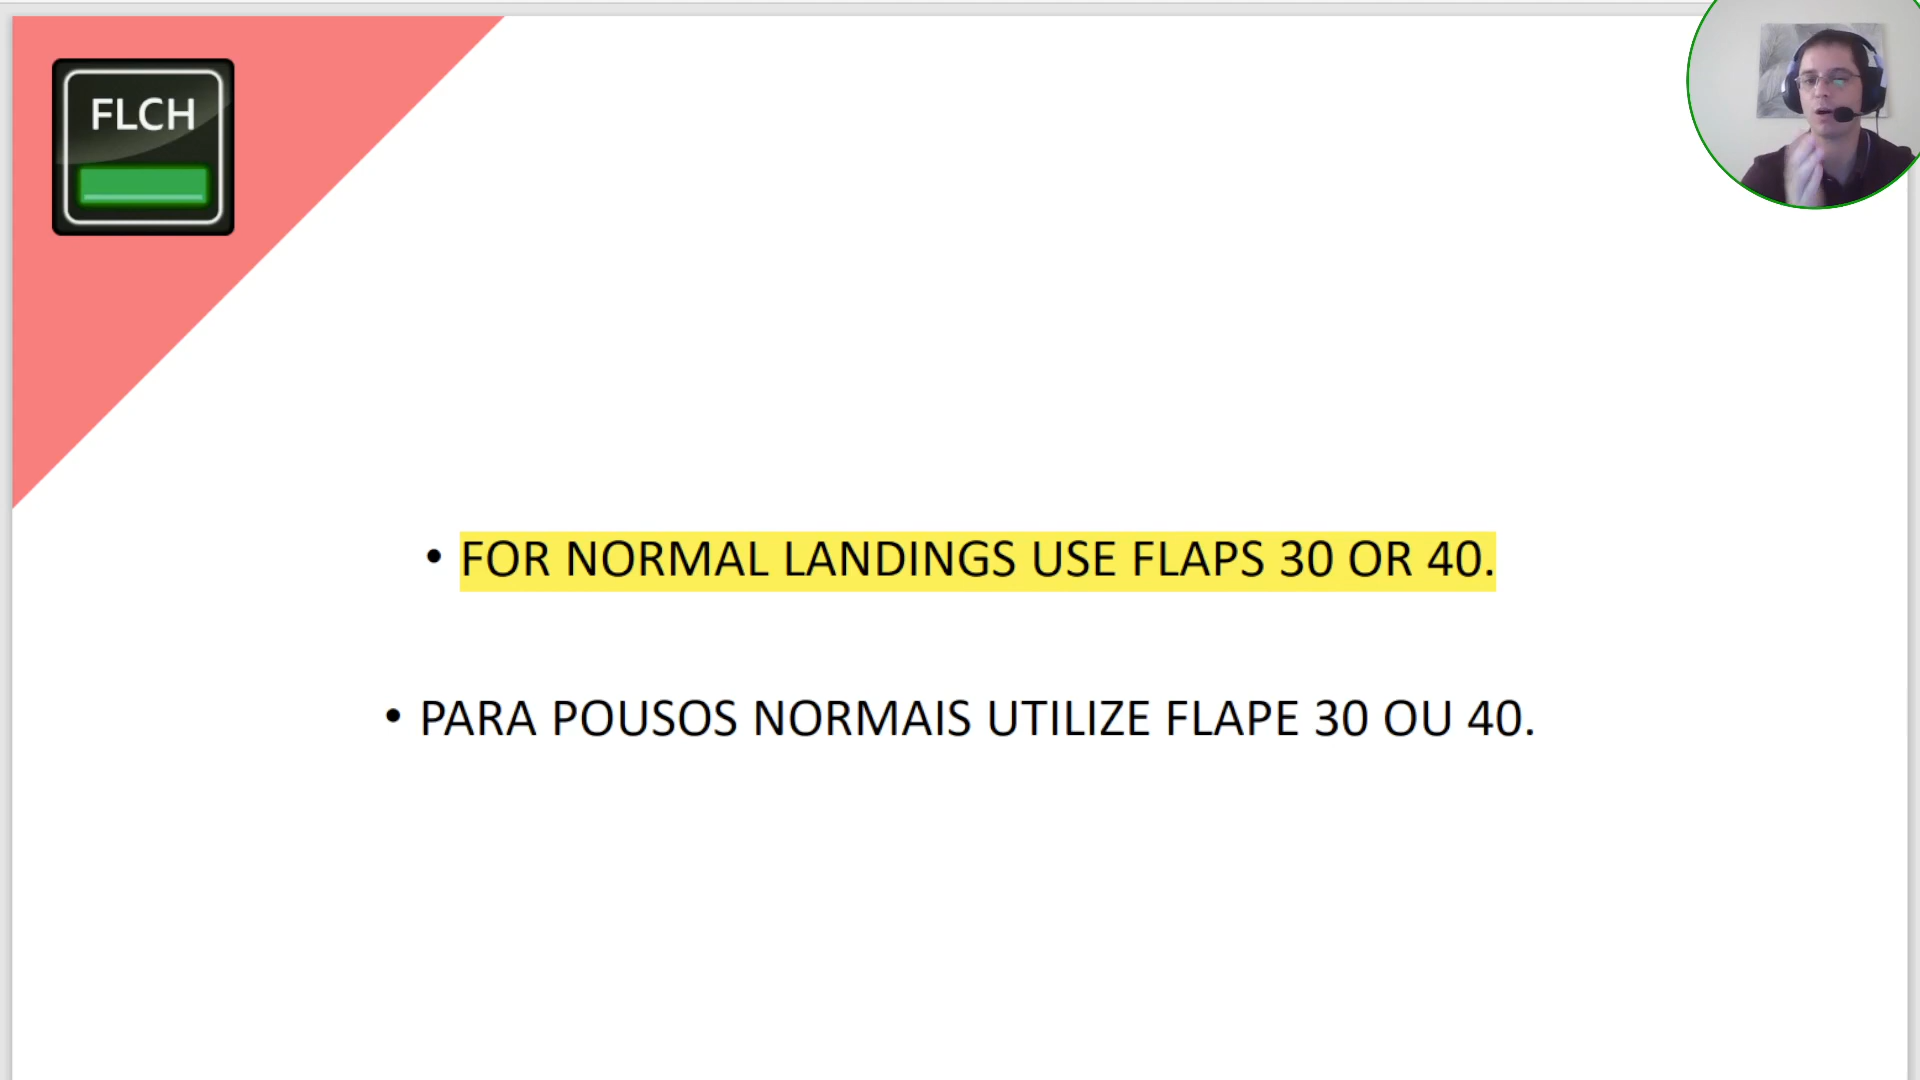 FLCH
• FOR NORMAL LANDINGS USE FLAPS 30 OR 40.
• PARA POUSOS NORMAIS UTILIZE FLAPE 30 OU 40.